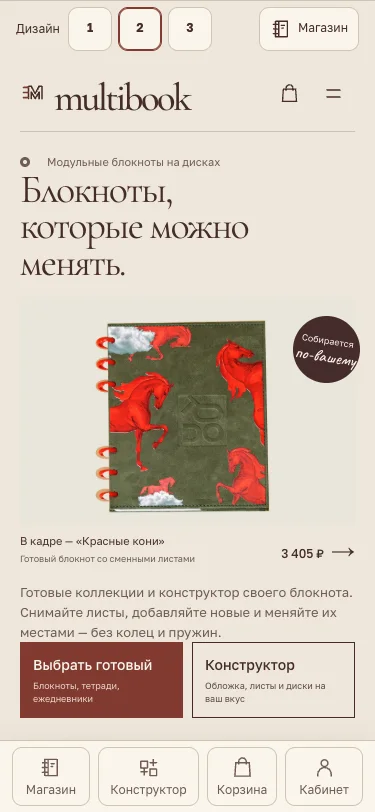 Дизайн 1 2 3 Магазин
multibook
Модульные блокноты на дисках
Блокноты,
которые можно
менять.
Собирается
по-вашему
В кадре — «Красные кони»
Готовый блокнот со сменными листами
3 405 ₽
Готовые коллекции и конструктор своего блокнота.
Снимайте листы, добавляйте новые и меняйте их
местами — без колец и пружин.
Выбрать готовый
Блокноты, тетради,
ежедневники
Конструктор
Обложка, листы и диски на
ваш вкус
Магазин Конструктор Корзина Кабинет